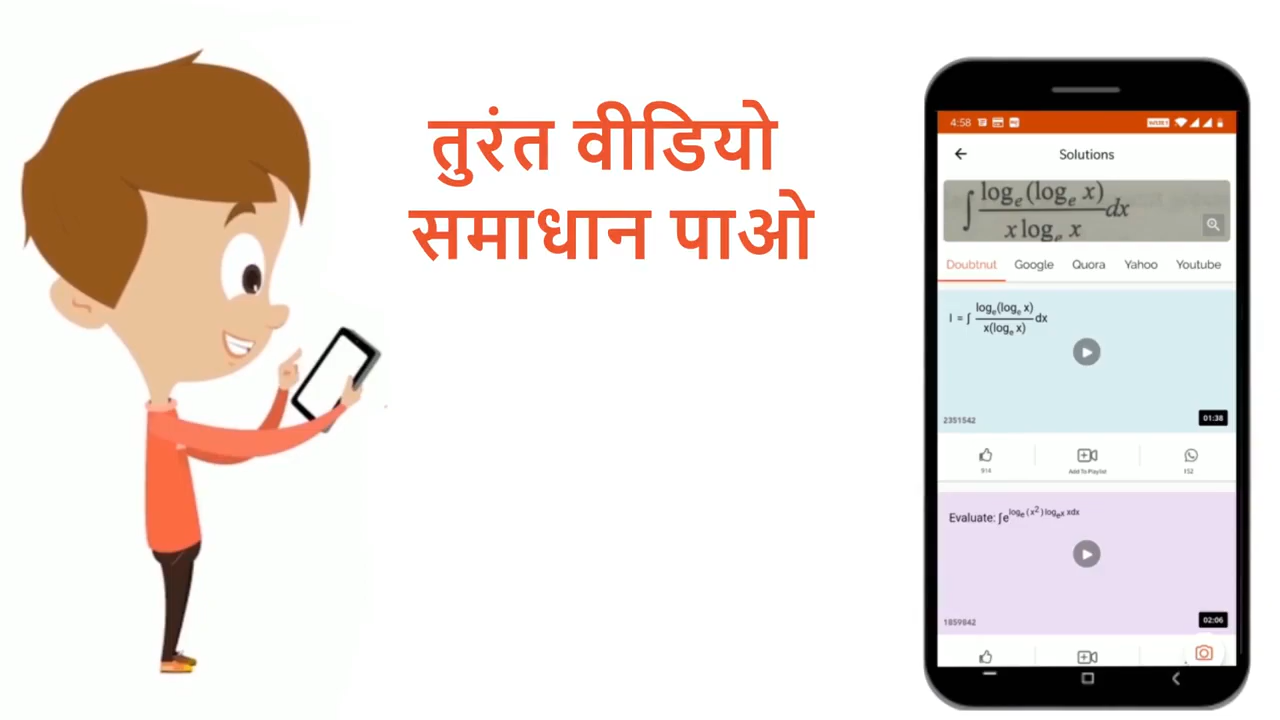 तुरंत वीडियो
समाधान पाओ
4:58
Solutions
∫ logₑ(logₑ x) / x logₑ x dx
Doubtnut Google Quora Yahoo Youtube
I = ∫ logₑ(logₑ x) / x(logₑ x) dx
2351542
01:38
914
Add To Playlist
152
Evaluate: ∫e^logₑ(x²) logₑx xdx
1859842
02:06